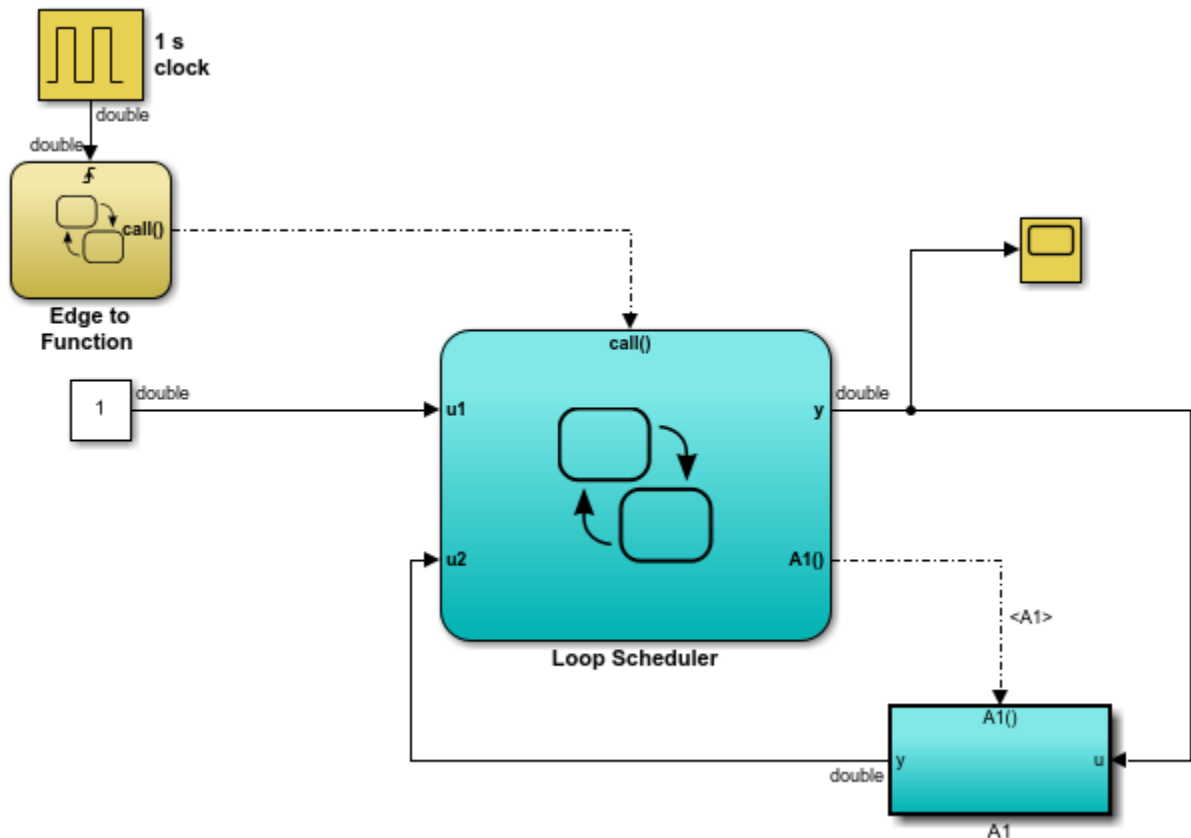 1 s
clock
double
double
call()
Edge to
Function
call()
1
double
u1
y
double
u2
A1()
<A1>
Loop Scheduler
A1()
double
y
u
A1